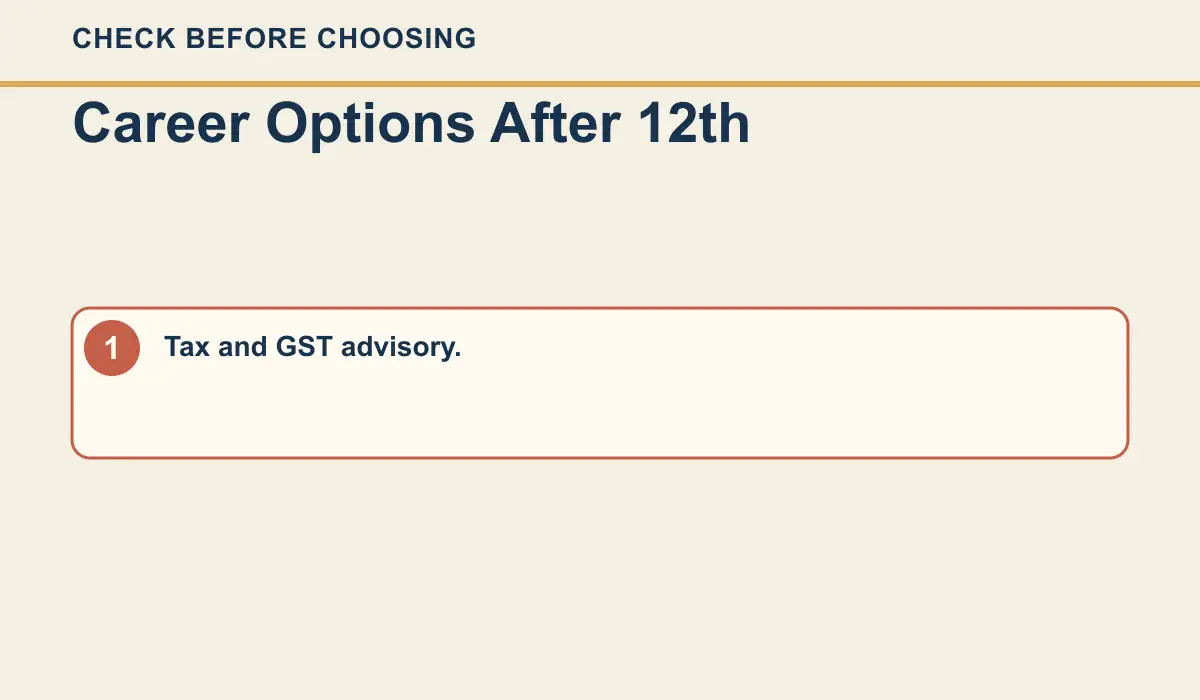 CHECK BEFORE CHOOSING
Career Options After 12th
1 Tax and GST advisory.